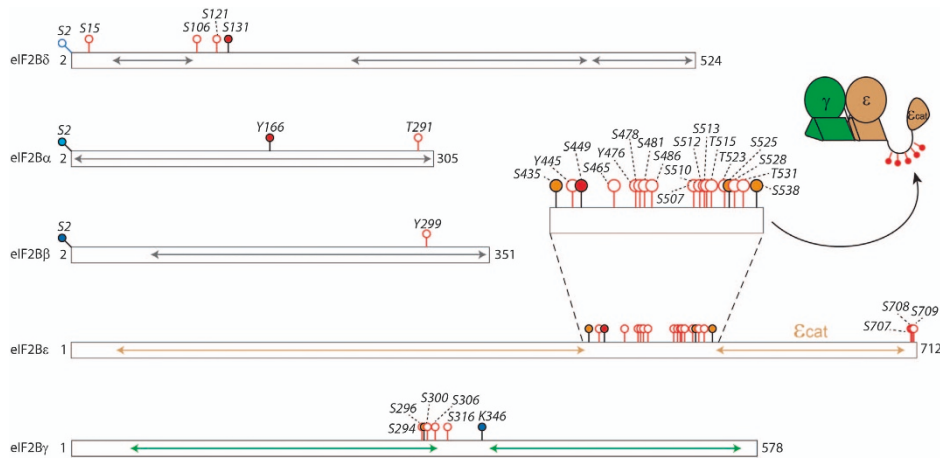 S2 S15 S106 S121 S131
eIF2Bδ 2 524
S2 Y166 T291
eIF2Bα 2 305
S2 Y299
eIF2Bβ 2 351
γ ε εcat
S435 Y445 S449 S465 Y476 S478 S481 S486 S507 S510 S512 S513 T515 T523 S525 S528 T531 S538
εcat S707 S708 S709
eIF2Bε 1 712
S294 S296 S300 S306 S316 K346
eIF2Bγ 1 578